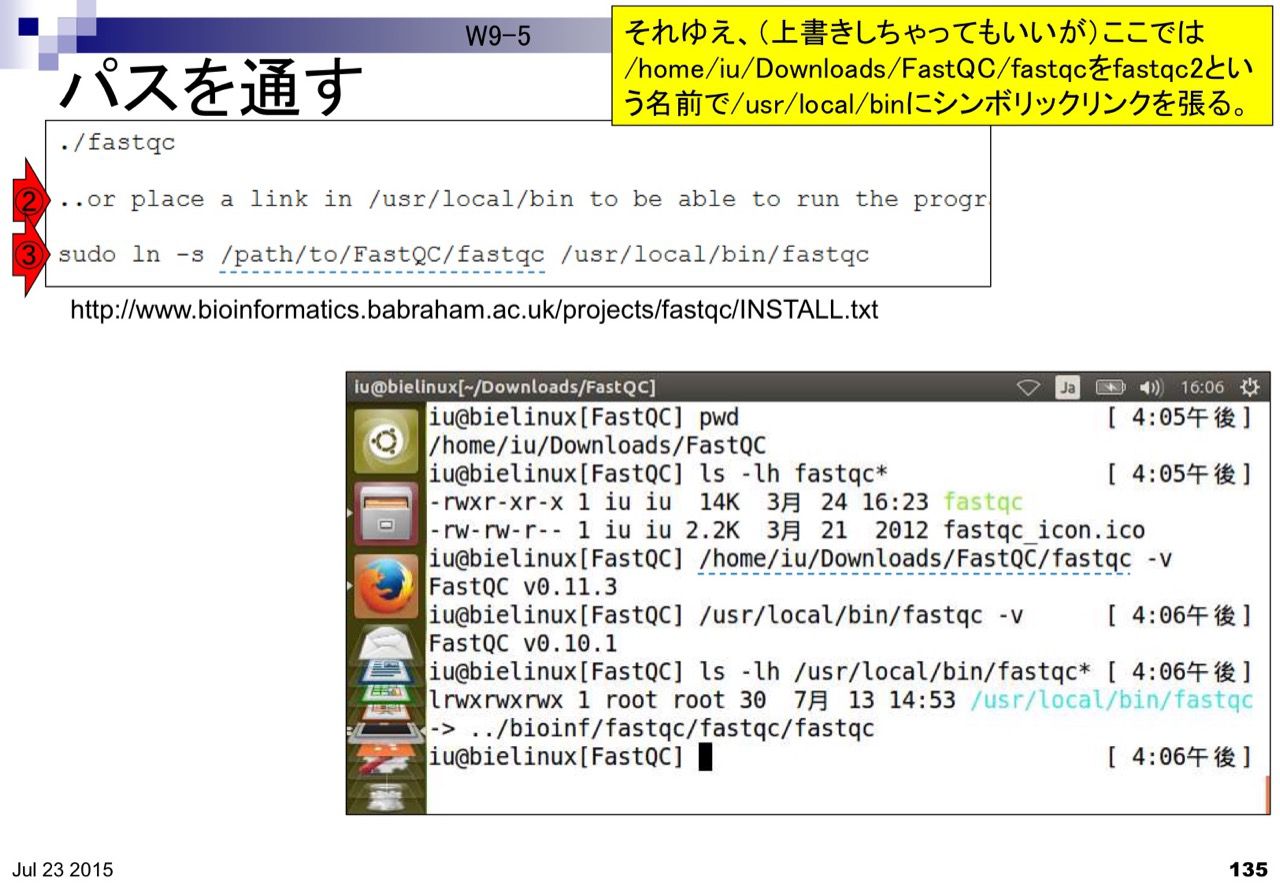 W9-5
それゆえ、（上書きしちゃってもいいが）ここでは
/home/iu/Downloads/FastQC/fastqcをfastqc2とい
う名前で/usr/local/binにシンボリックリンクを張る。
パスを通す
./fastqc
② ..or place a link in /usr/local/bin to be able to run the progr
③ sudo ln -s /path/to/FastQC/fastqc /usr/local/bin/fastqc
http://www.bioinformatics.babraham.ac.uk/projects/fastqc/INSTALL.txt
iu@bielinux[~/Downloads/FastQC] Ja 16:06
iu@bielinux[FastQC] pwd [ 4:05午後]
/home/iu/Downloads/FastQC
iu@bielinux[FastQC] ls -lh fastqc* [ 4:05午後]
-rwxr-xr-x 1 iu iu 14K 3月 24 16:23 fastqc
-rw-rw-r-- 1 iu iu 2.2K 3月 21 2012 fastqc_icon.ico
iu@bielinux[FastQC] /home/iu/Downloads/FastQC/fastqc -v
FastQC v0.11.3
iu@bielinux[FastQC] /usr/local/bin/fastqc -v [ 4:06午後]
FastQC v0.10.1
iu@bielinux[FastQC] ls -lh /usr/local/bin/fastqc* [ 4:06午後]
lrwxrwxrwx 1 root root 30 7月 13 14:53 /usr/local/bin/fastqc
-> ../bioinf/fastqc/fastqc/fastqc
iu@bielinux[FastQC] [ 4:06午後]
Jul 23 2015
135